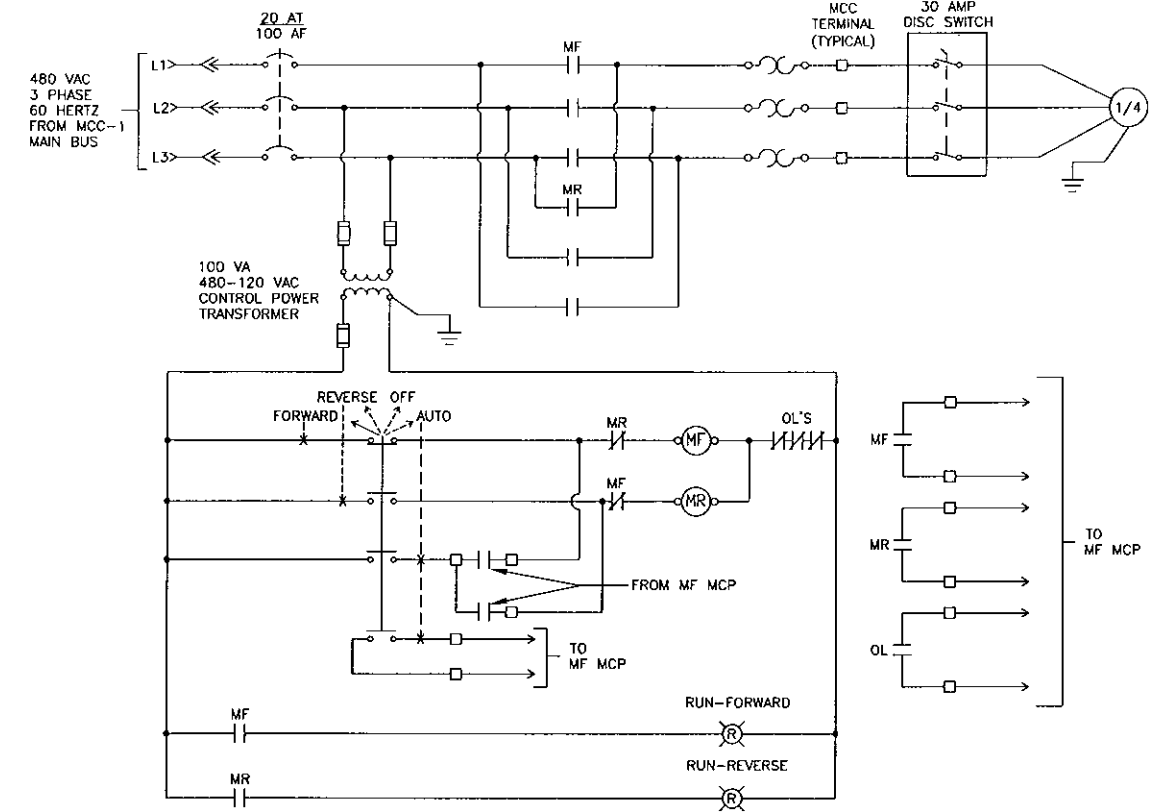 20 AT
100 AF
MCC
TERMINAL
(TYPICAL)
30 AMP
DISC SWITCH
480 VAC
3 PHASE
60 HERTZ
FROM MCC-1
MAIN BUS
L1
L2
L3
MF
MR
1/4
100 VA
480-120 VAC
CONTROL POWER
TRANSFORMER
REVERSE OFF
FORWARD
AUTO
MR
MF
OL'S
MF
MR
FROM MF MCP
TO
MF MCP
MF
MR
OL
TO
MF MCP
MF
RUN-FORWARD
R
MR
RUN-REVERSE
R